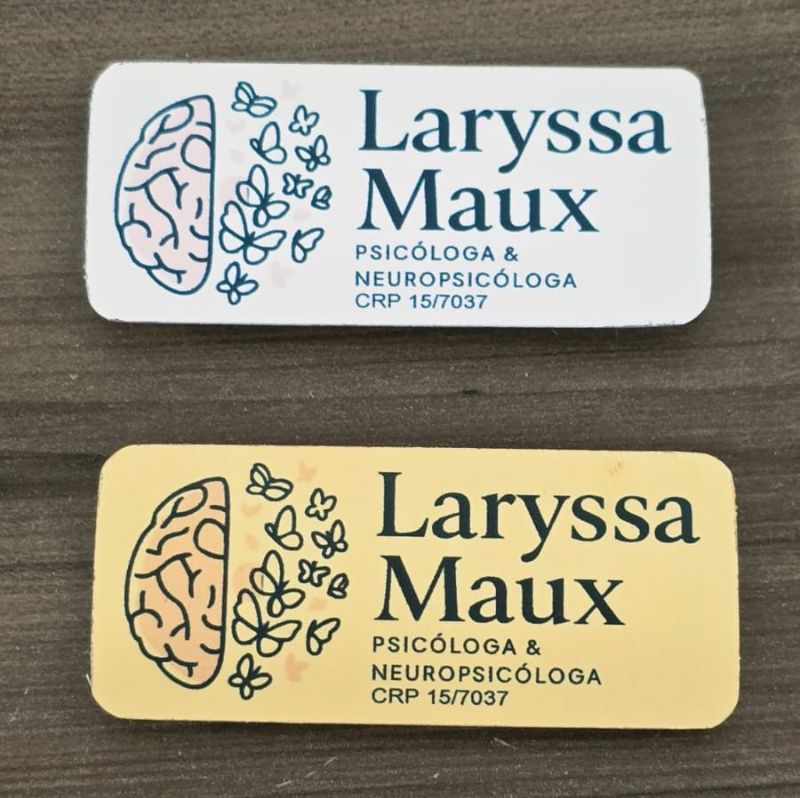 Laryssa
Maux
PSICÓLOGA &
NEUROPSICÓLOGA
CRP 15/7037
Laryssa
Maux
PSICÓLOGA &
NEUROPSICÓLOGA
CRP 15/7037